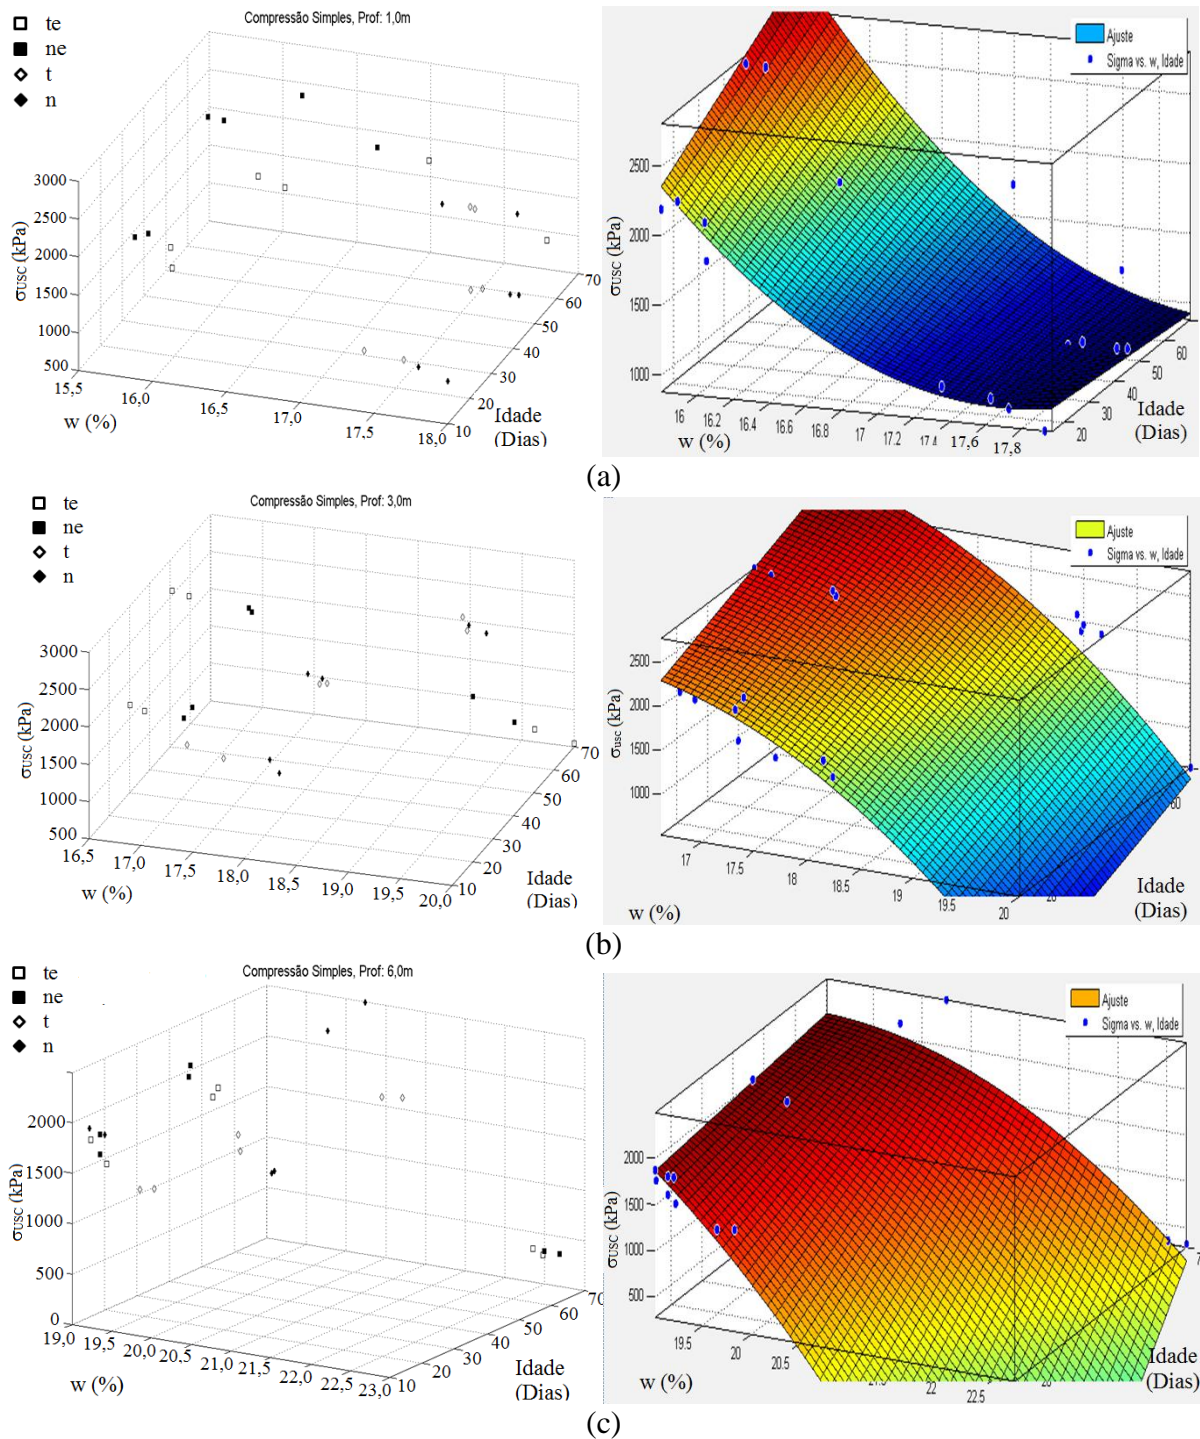 Compressão Simples, Prof: 1,0m
te
ne
t
n
3000
2500
2000
1500
1000
500
σUSC (kPa)
15,5
16,0
16,5
17,0
17,5
18,0
w (%)
10
20
30
40
50
60
70
Idade
(Dias)
Ajuste
Sigma vs. w, Idade
2500
2000
1500
1000
σUSC (kPa)
16
16.2
16.4
16.6
16.8
17
17.2
17.4
17,6
17,8
w (%)
20
30
40
50
60
Idade
(Dias)
(a)
Compressão Simples, Prof: 3,0m
te
ne
t
n
3000
2500
2000
1500
1000
500
σUSC (kPa)
16,5
17,0
17,5
18,0
18,5
19,0
19,5
20,0
w (%)
10
20
30
40
50
60
70
Idade
(Dias)
Ajuste
Sigma vs. w, Idade
2500
2000
1500
1000
σusc (kPa)
17
17.5
18
18.5
19
19.5
20
w (%)
Idade
(Dias)
(b)
Compressão Simples, Prof: 6,0m
te
ne
t
n
2000
1500
1000
500
0
σUSC (kPa)
19,0
19,5
20,0
20,5
21,0
21,5
22,0
22,5
23,0
w (%)
10
20
30
40
50
60
70
Idade
(Dias)
Ajuste
Sigma vs. w, Idade
2000
1500
1000
500
σUSC (kPa)
19.5
20
20.5
22
22.5
w (%)
Idade
(Dias)
(c)